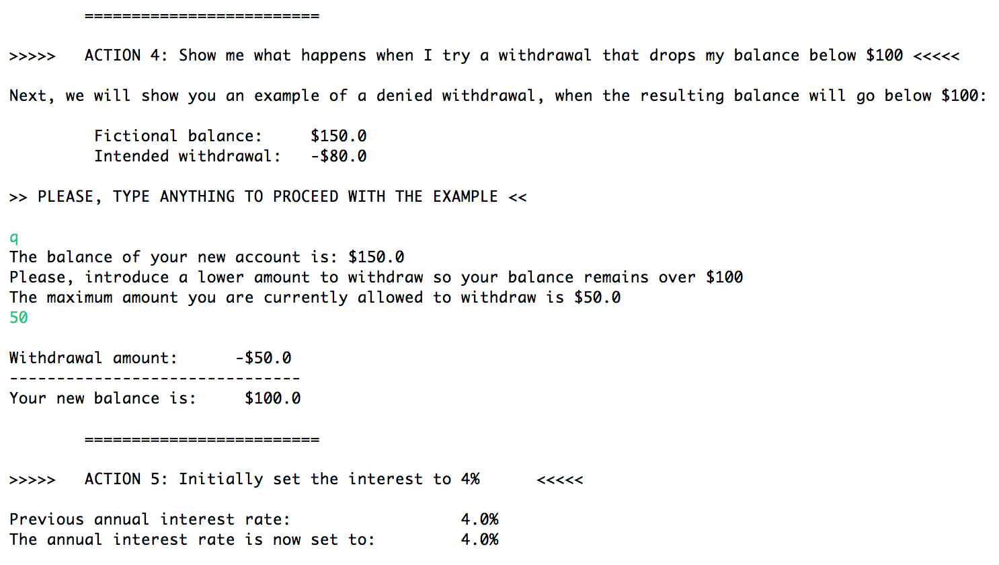 =========================
>>>>>   ACTION 4: Show me what happens when I try a withdrawal that drops my balance below $100 <<<<<
Next, we will show you an example of a denied withdrawal, when the resulting balance will go below $100:
Fictional balance:     $150.0
Intended withdrawal:   -$80.0
>> PLEASE, TYPE ANYTHING TO PROCEED WITH THE EXAMPLE <<
q
The balance of your new account is: $150.0
Please, introduce a lower amount to withdraw so your balance remains over $100
The maximum amount you are currently allowed to withdraw is $50.0
50
Withdrawal amount:      -$50.0
-------------------------------
Your new balance is:     $100.0
=========================
>>>>>   ACTION 5: Initially set the interest to 4%      <<<<<
Previous annual interest rate:                  4.0%
The annual interest rate is now set to:         4.0%